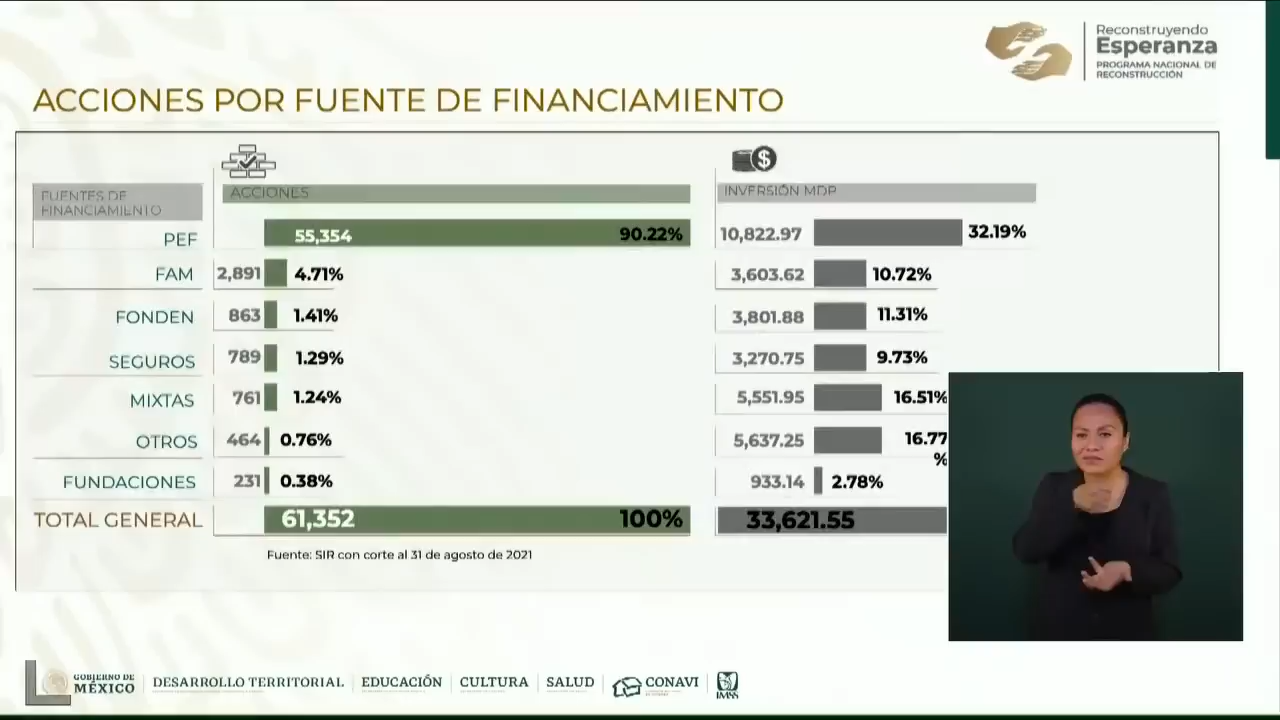 Reconstruyendo
Esperanza
PROGRAMA NACIONAL DE
RECONSTRUCCIÓN
ACCIONES POR FUENTE DE FINANCIAMIENTO
FUENTES DE
FINANCIAMIENTO
ACCIONES
INVERSIÓN MDP
PEF 55,354 90.22% 10,822.97 32.19%
FAM 2,891 4.71% 3,603.62 10.72%
FONDEN 863 1.41% 3,801.88 11.31%
SEGUROS 789 1.29% 3,270.75 9.73%
MIXTAS 761 1.24% 5,551.95 16.51%
OTROS 464 0.76% 5,637.25 16.77
%
FUNDACIONES 231 0.38% 933.14 2.78%
TOTAL GENERAL 61,352 100% 33,621.55
Fuente: SIR con corte al 31 de agosto de 2021
GOBIERNO DE
MÉXICO
DESARROLLO TERRITORIAL
EDUCACIÓN
CULTURA
SALUD
CONAVI
IMSS